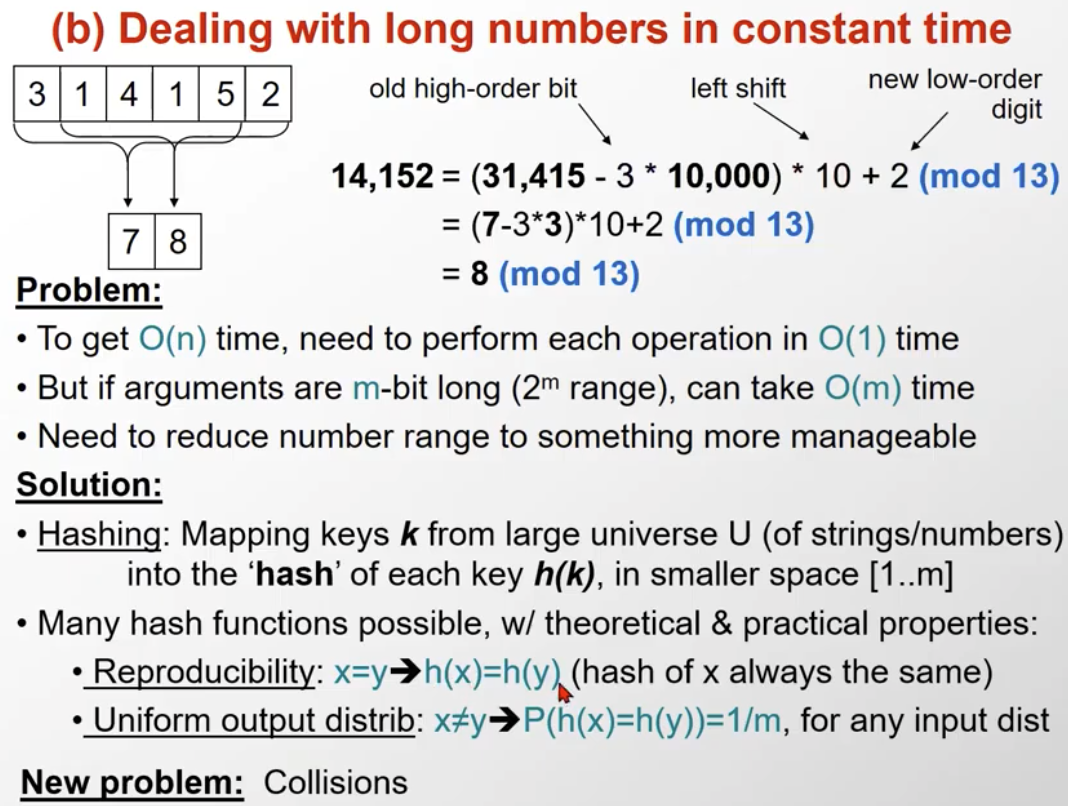 (b) Dealing with long numbers in constant time
3 1 4 1 5 2
old high-order bit
left shift
new low-order
digit
14,152 = (31,415 - 3 * 10,000) * 10 + 2 (mod 13)
= (7-3*3)*10+2 (mod 13)
= 8 (mod 13)
7 8
Problem:
• To get O(n) time, need to perform each operation in O(1) time
• But if arguments are m-bit long (2ᵐ range), can take O(m) time
• Need to reduce number range to something more manageable
Solution:
• Hashing: Mapping keys k from large universe U (of strings/numbers)
into the ‘hash’ of each key h(k), in smaller space [1..m]
• Many hash functions possible, w/ theoretical & practical properties:
• Reproducibility: x=y➔h(x)=h(y) (hash of x always the same)
• Uniform output distrib: x≠y➔P(h(x)=h(y))=1/m, for any input dist
New problem: Collisions